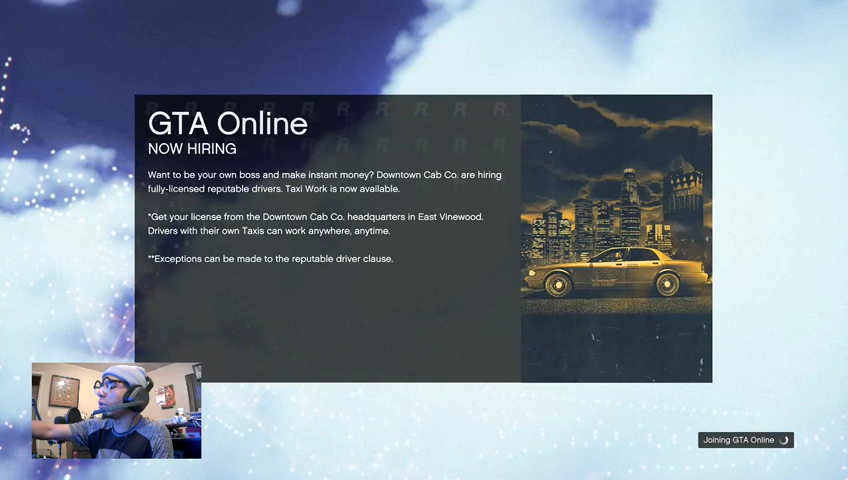 GTA Online
NOW HIRING
Want to be your own boss and make instant money? Downtown Cab Co. are hiring
fully-licensed reputable drivers. Taxi Work is now available.
*Get your license from the Downtown Cab Co. headquarters in East Vinewood.
Drivers with their own Taxis can work anywhere, anytime.
**Exceptions can be made to the reputable driver clause.
Joining GTA Online